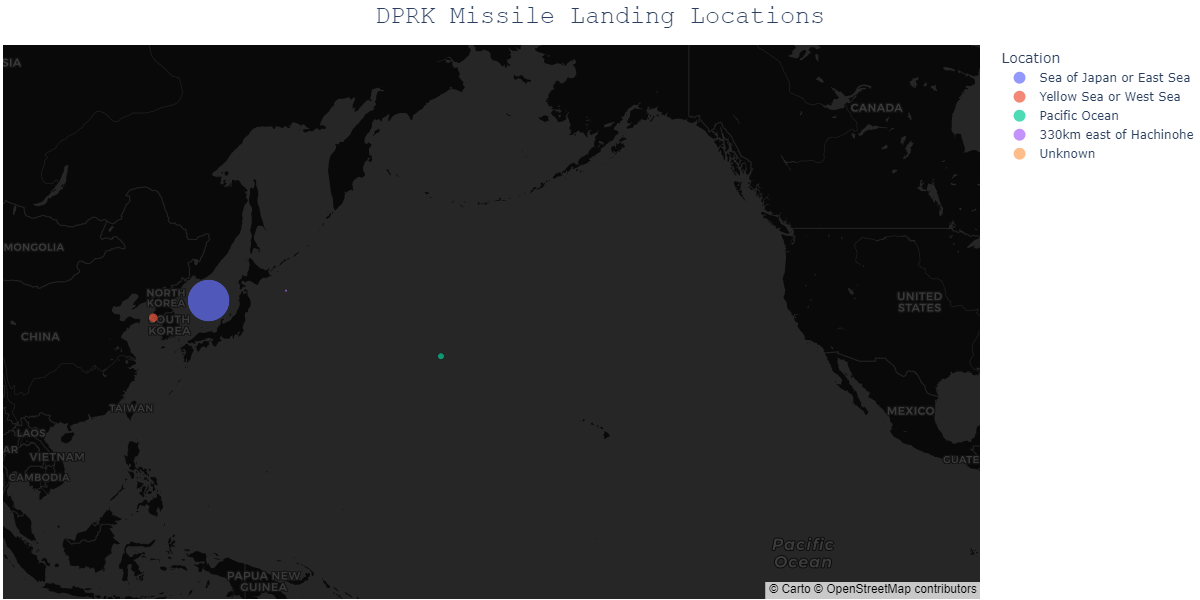 DPRK Missile Landing Locations
SIA
CANADA
MONGOLIA
NORTH
KOREA
SOUTH
KOREA
CHINA
UNITED
STATES
TAIWAN
MEXICO
LAOS
AR
VIETNAM
CAMBODIA
GUATE
Pacific
Ocean
PAPUA NEW
GUINEA
© Carto © OpenStreetMap contributors
Location
Sea of Japan or East Sea
Yellow Sea or West Sea
Pacific Ocean
330km east of Hachinohe
Unknown